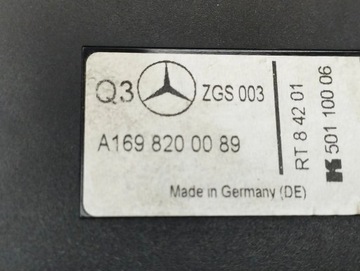 Q3 ZGS 003
A169 820 00 89
Made in Germany (DE)
RT 8 42 01
K 501 100 06